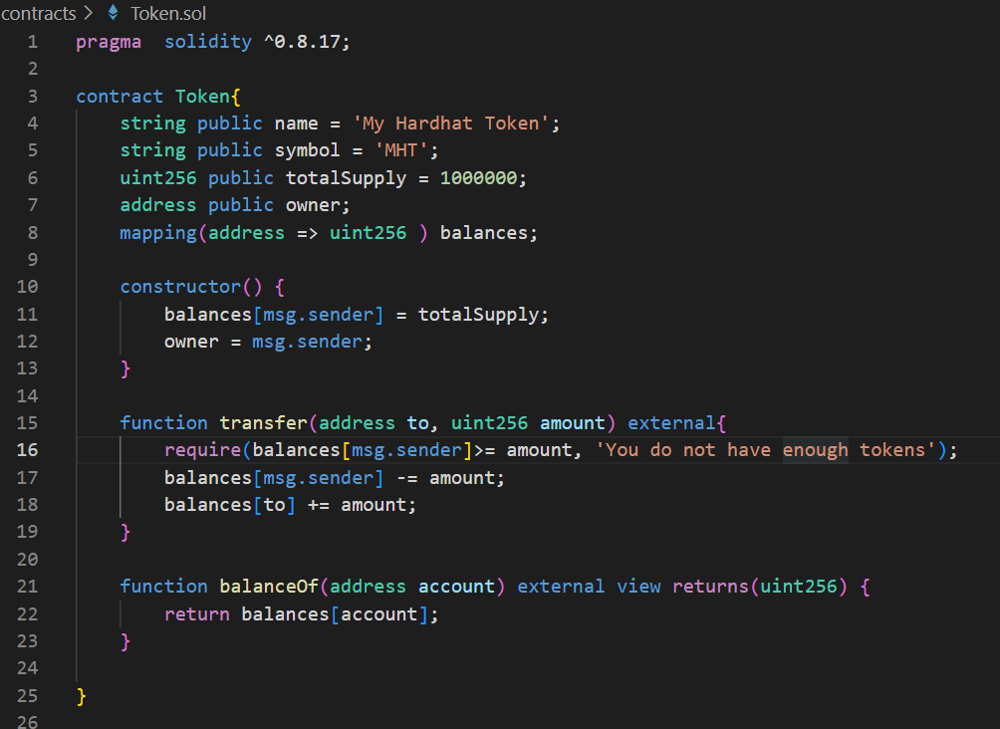 contracts > Token.sol
1 pragma  solidity ^0.8.17;
2
3 contract Token{
4     string public name = 'My Hardhat Token';
5     string public symbol = 'MHT';
6     uint256 public totalSupply = 1000000;
7     address public owner;
8     mapping(address => uint256 ) balances;
9
10     constructor() {
11         balances[msg.sender] = totalSupply;
12         owner = msg.sender;
13     }
14
15     function transfer(address to, uint256 amount) external{
16         require(balances[msg.sender]>= amount, 'You do not have enough tokens');
17         balances[msg.sender] -= amount;
18         balances[to] += amount;
19     }
20
21     function balanceOf(address account) external view returns(uint256) {
22         return balances[account];
23     }
24
25 }
26